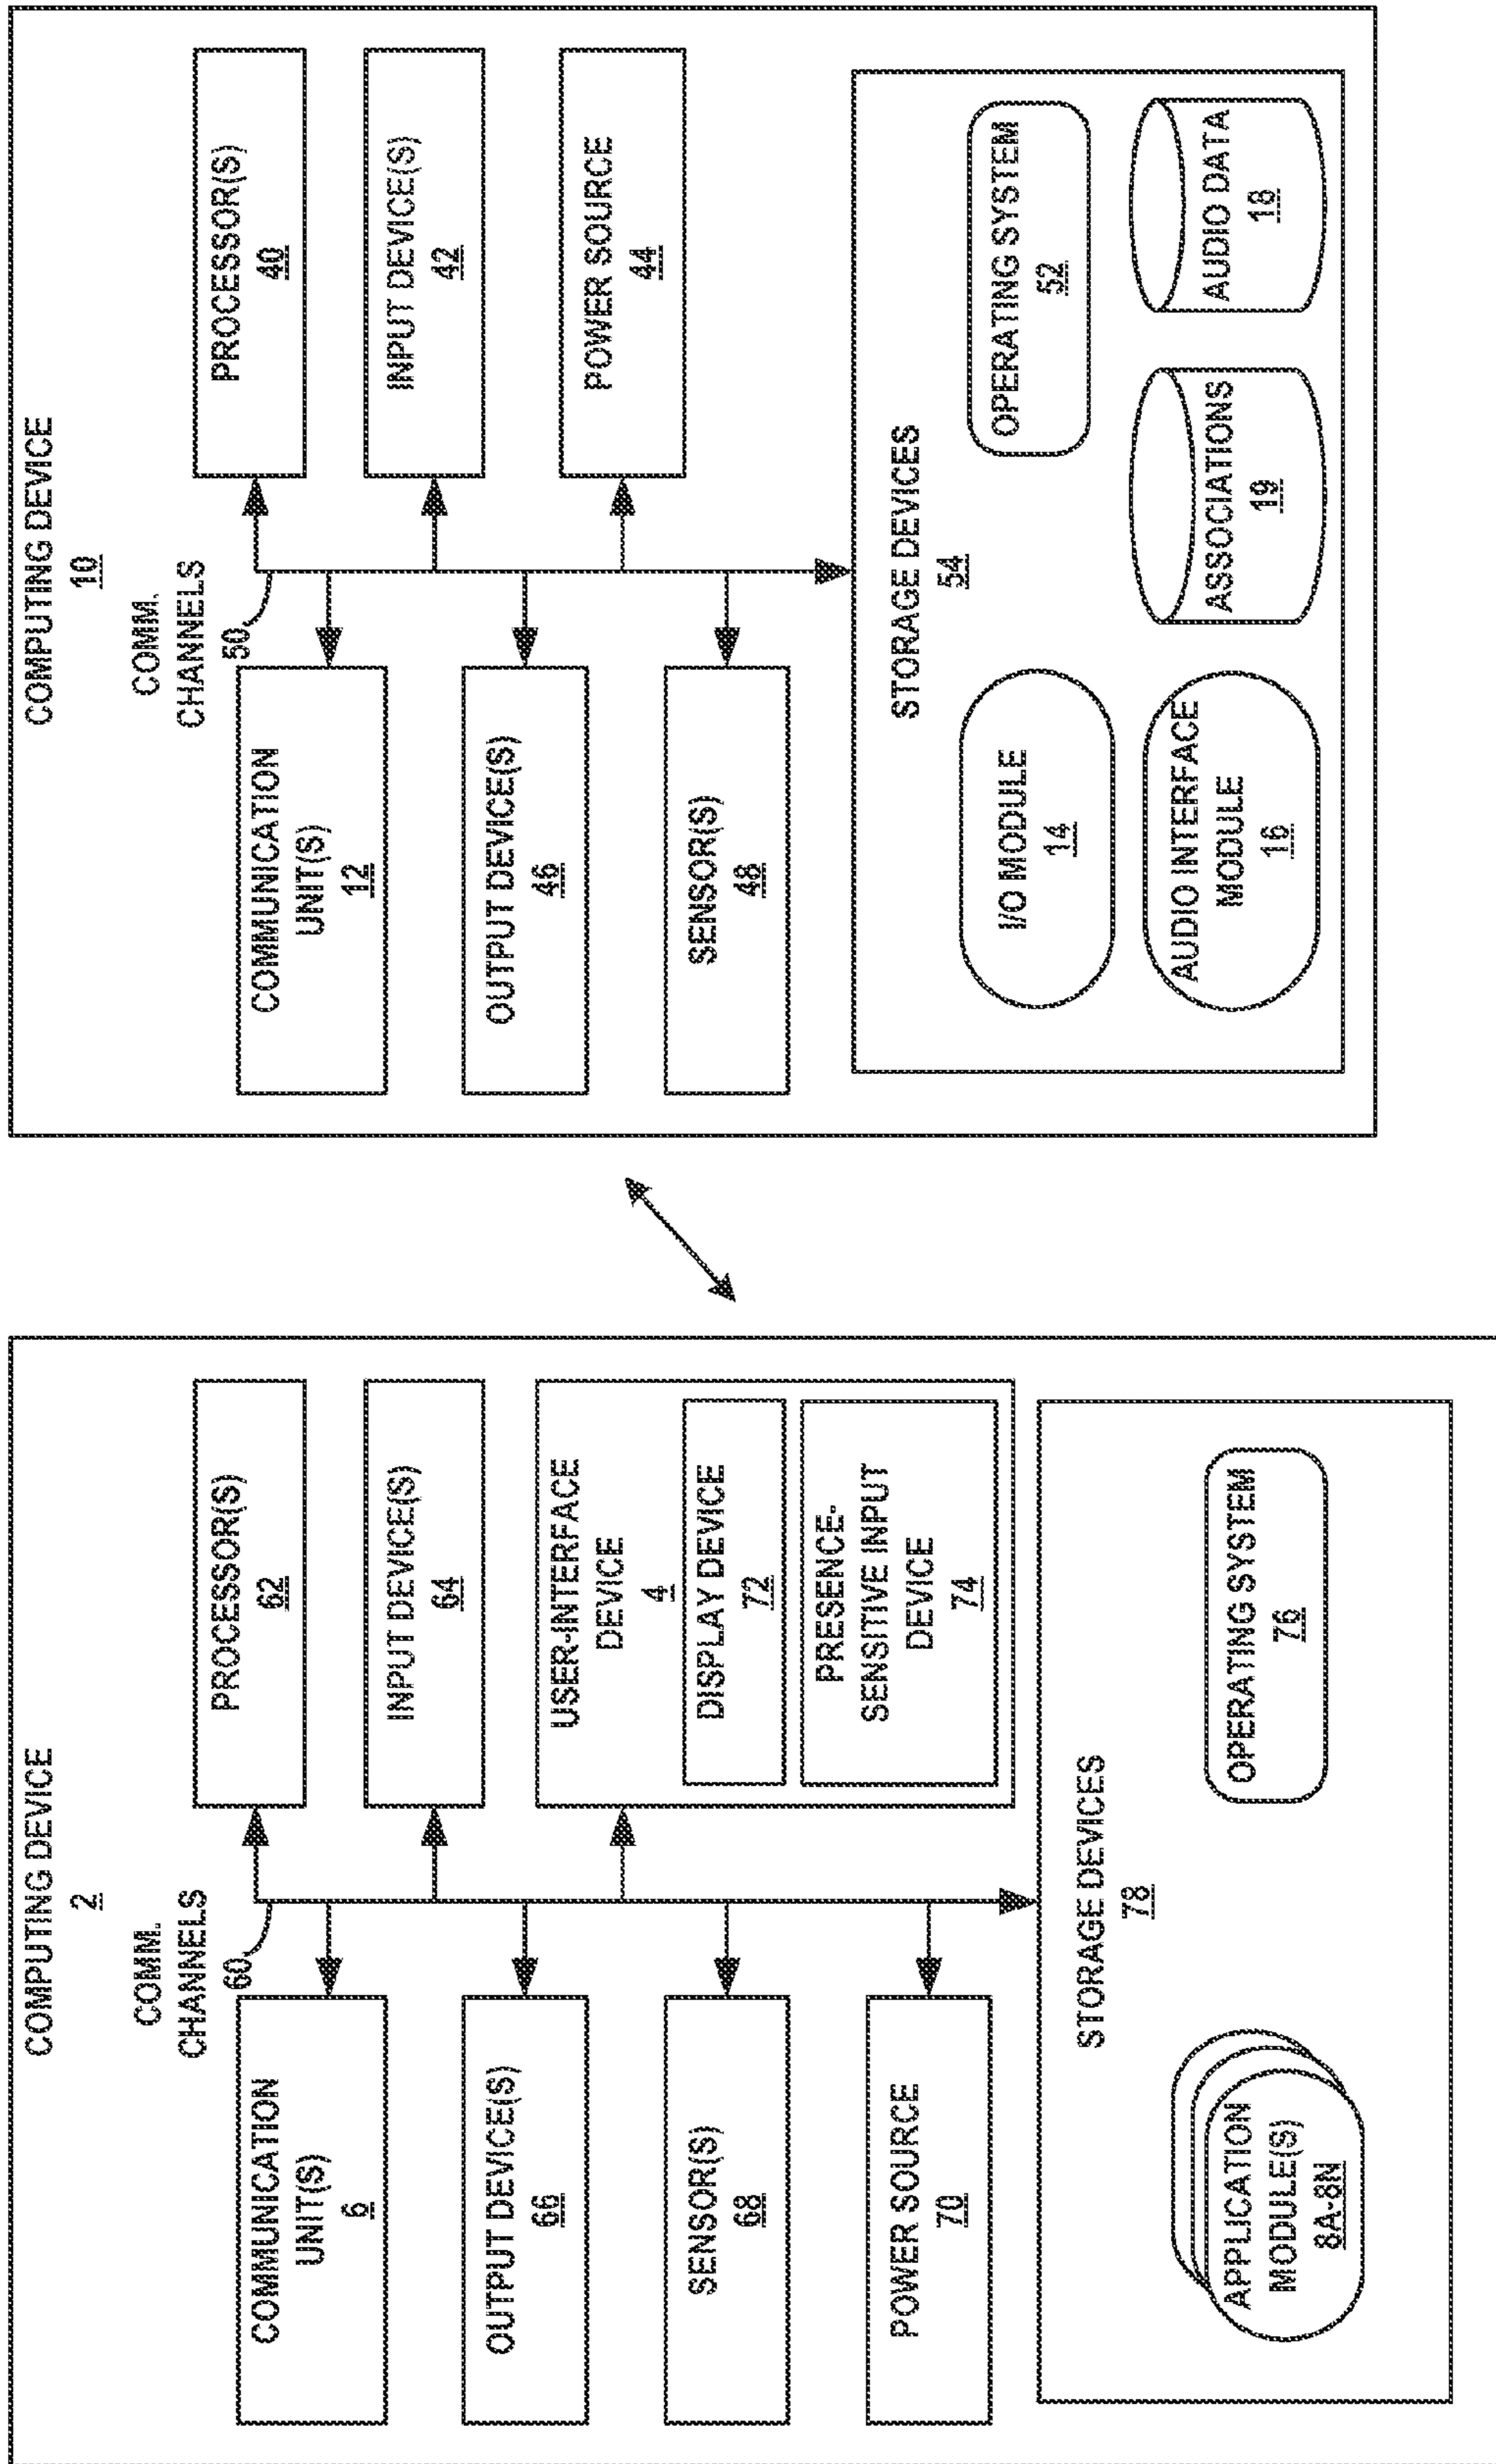 COMPUTING DEVICE
2
COMM.
CHANNELS
60
COMMUNICATION
UNIT(S)
6
PROCESSOR(S)
62
INPUT DEVICE(S)
64
OUTPUT DEVICE(S)
66
USER-INTERFACE
DEVICE
4
DISPLAY DEVICE
72
PRESENCE-
SENSITIVE INPUT
DEVICE
74
SENSOR(S)
68
POWER SOURCE
70
STORAGE DEVICES
78
APPLICATION
MODULE(S)
8A-8N
OPERATING SYSTEM
76
COMPUTING DEVICE
10
COMM.
CHANNELS
50
COMMUNICATION
UNIT(S)
12
PROCESSOR(S)
40
INPUT DEVICE(S)
42
OUTPUT DEVICE(S)
46
POWER SOURCE
44
SENSOR(S)
48
STORAGE DEVICES
54
I/O MODULE
14
OPERATING SYSTEM
52
AUDIO INTERFACE
MODULE
16
ASSOCIATIONS
19
AUDIO DATA
18